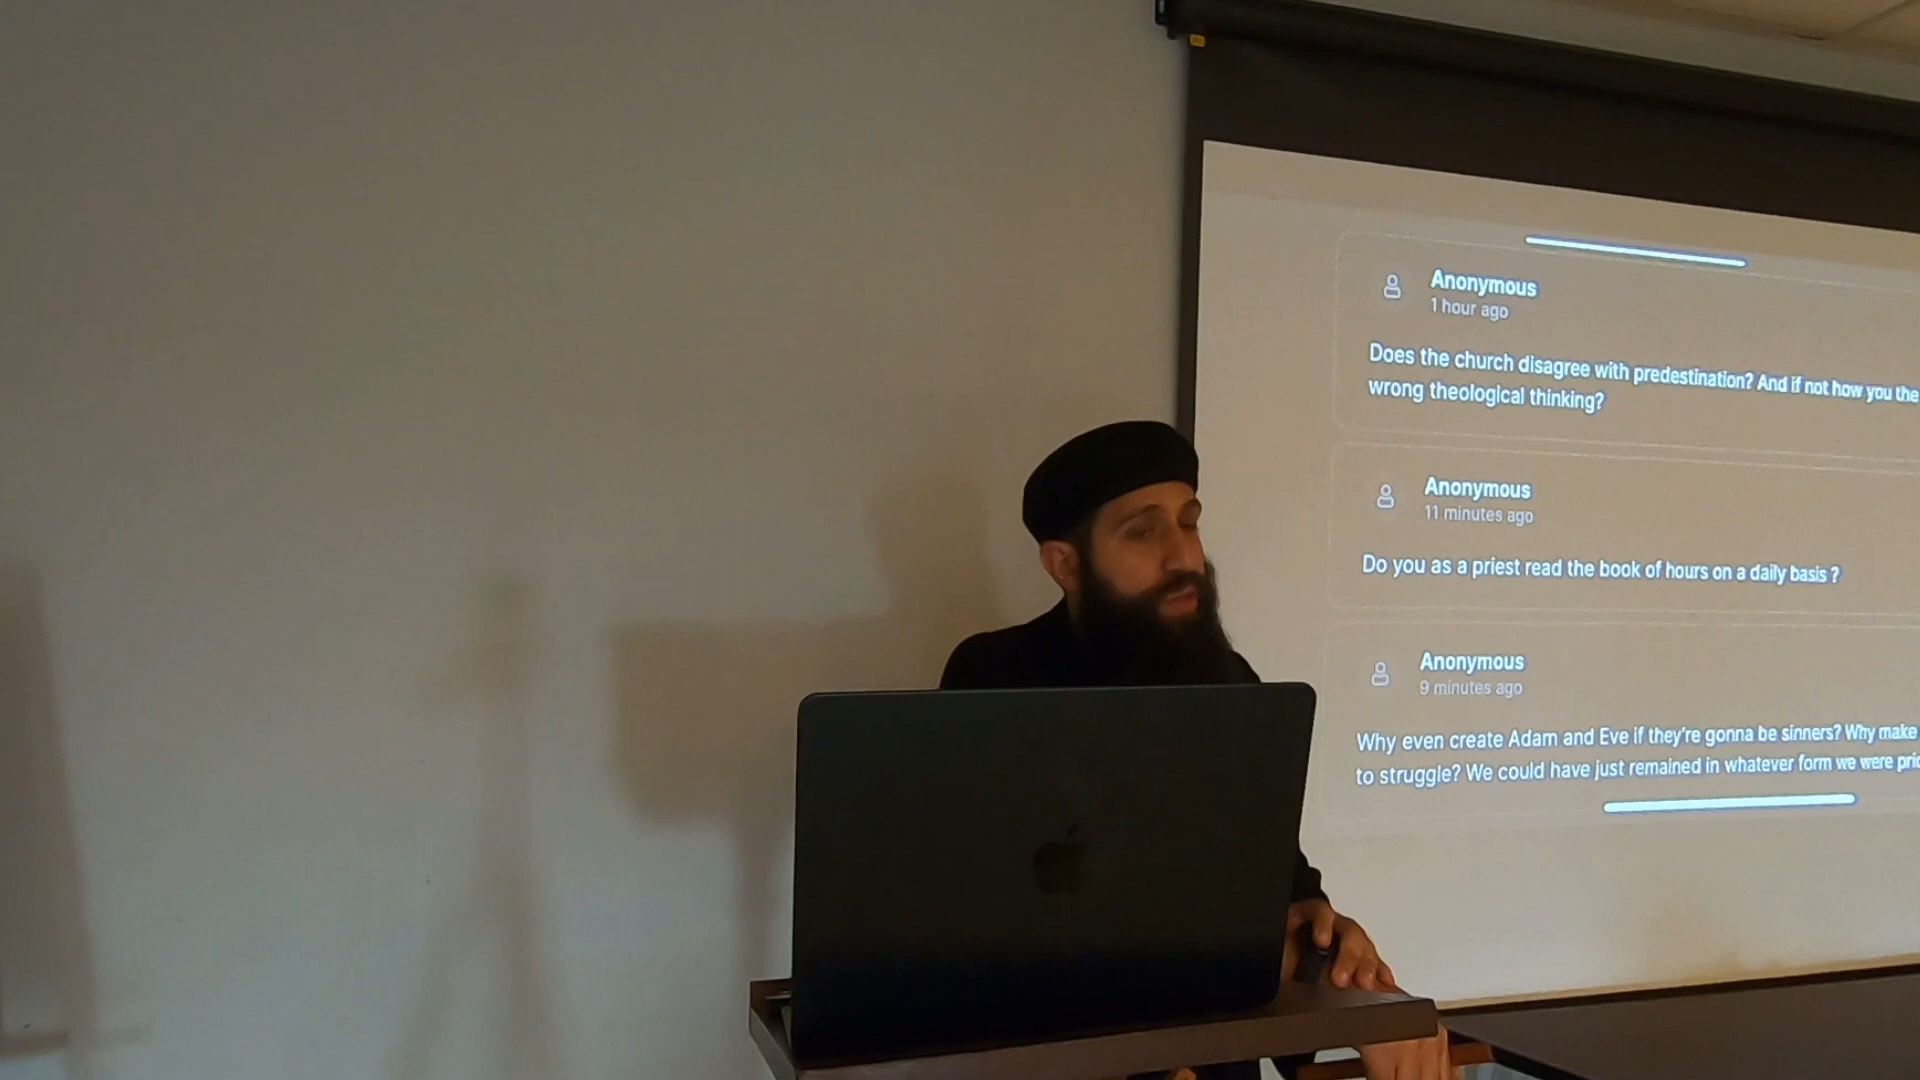 Anonymous
1 hour ago
Does the church disagree with predestination? And if not how you the
wrong theological thinking?
Anonymous
11 minutes ago
Do you as a priest read the book of hours on a daily basis ?
Anonymous
9 minutes ago
Why even create Adam and Eve if they're gonna be sinners? Why make
to struggle? We could have just remained in whatever form we were